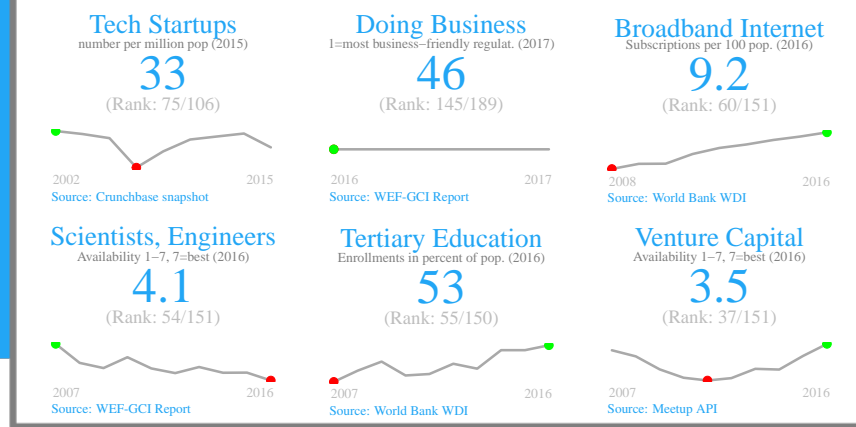 Tech Startups
number per million pop (2015)
33
(Rank: 75/106)
2002 2015
Source: Crunchbase snapshot
Doing Business
1=most business−friendly regulat. (2017)
46
(Rank: 145/189)
2016 2017
Source: WEF-GCI Report
Broadband Internet
Subscriptions per 100 pop. (2016)
9.2
(Rank: 60/151)
2008 2016
Source: World Bank WDI
Scientists, Engineers
Availability 1−7, 7=best (2016)
4.1
(Rank: 54/151)
2007 2016
Source: WEF-GCI Report
Tertiary Education
Enrollments in percent of pop. (2016)
53
(Rank: 55/150)
2007 2016
Source: World Bank WDI
Venture Capital
Availability 1−7, 7=best (2016)
3.5
(Rank: 37/151)
2007 2016
Source: Meetup API